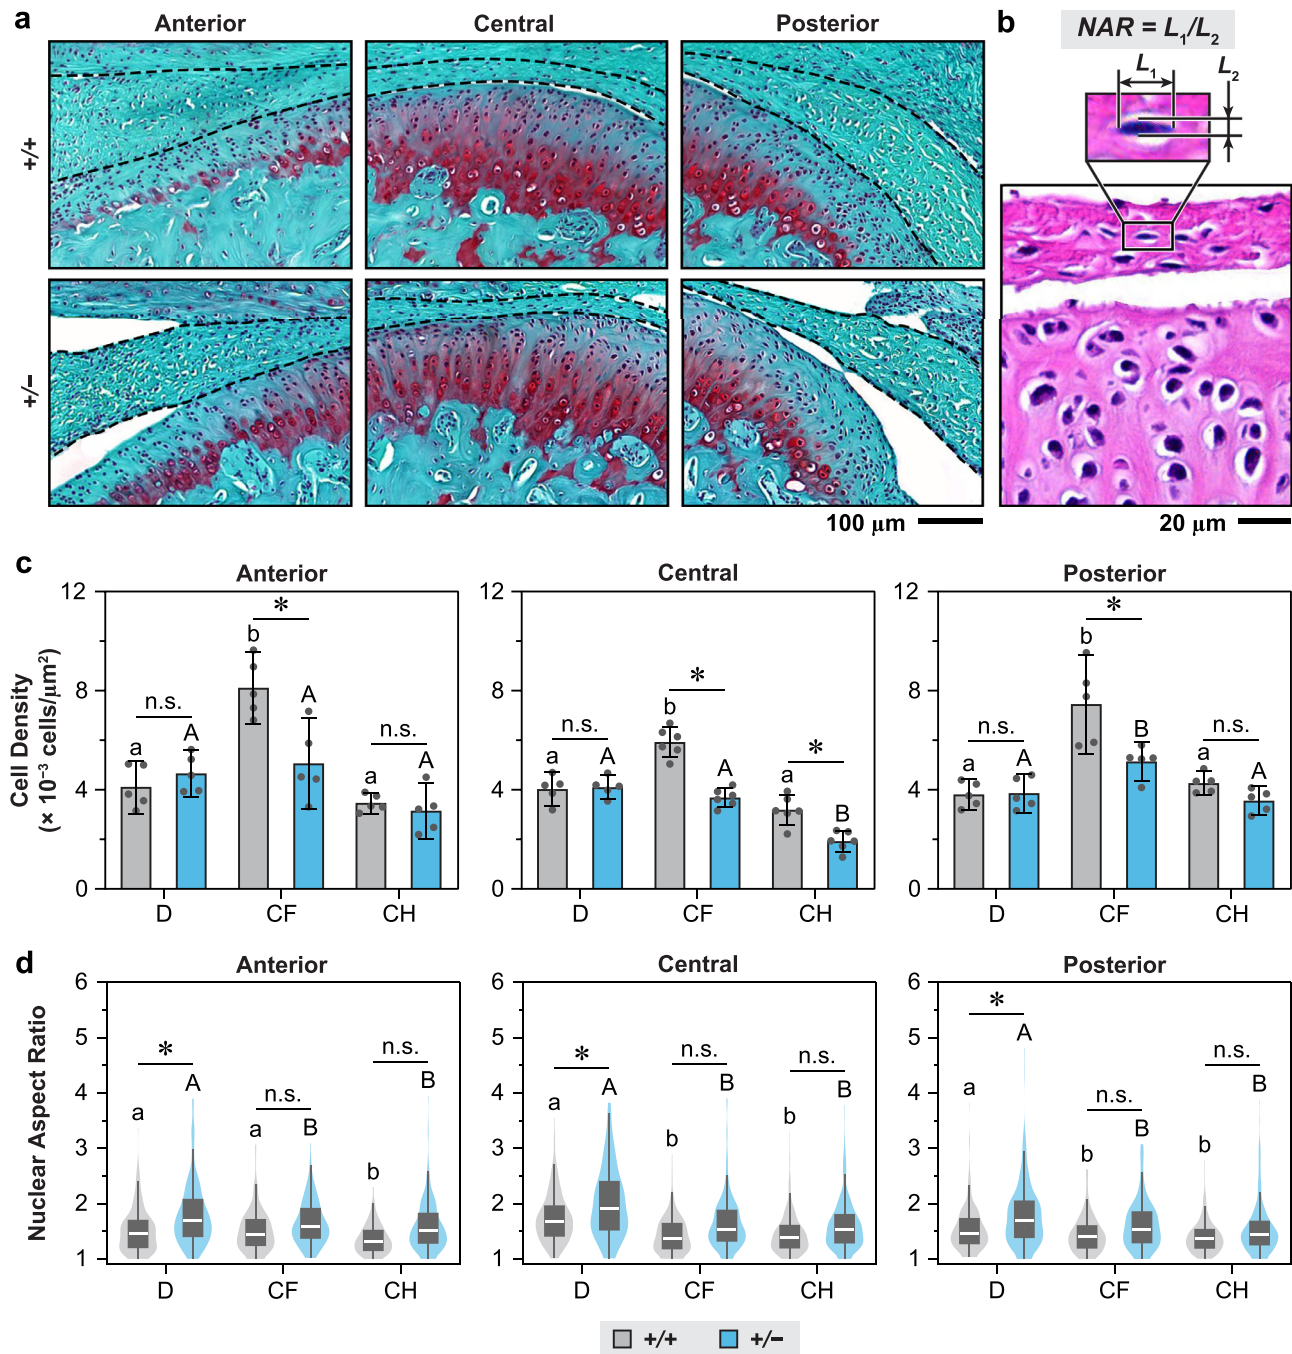 a
Anterior
Central
Posterior
+/+
+/−
100 µm
b
NAR = L₁/L₂
L₁
L₂
20 µm
c
Anterior
Central
Posterior
Cell Density
(× 10⁻³ cells/µm²)
12
8
4
0
n.s.
a
A
*
b
A
n.s.
a
A
D
CF
CH
12
8
4
0
n.s.
a
A
*
b
A
*
a
B
D
CF
CH
12
8
4
0
n.s.
a
A
*
b
B
n.s.
a
A
D
CF
CH
d
Anterior
Central
Posterior
Nuclear Aspect Ratio
6
5
4
3
2
1
*
a
A
n.s.
a
B
n.s.
b
B
D
CF
CH
6
5
4
3
2
1
*
a
A
n.s.
b
B
n.s.
b
B
D
CF
CH
6
5
4
3
2
1
*
a
A
n.s.
b
B
n.s.
b
B
D
CF
CH
+/+
+/−